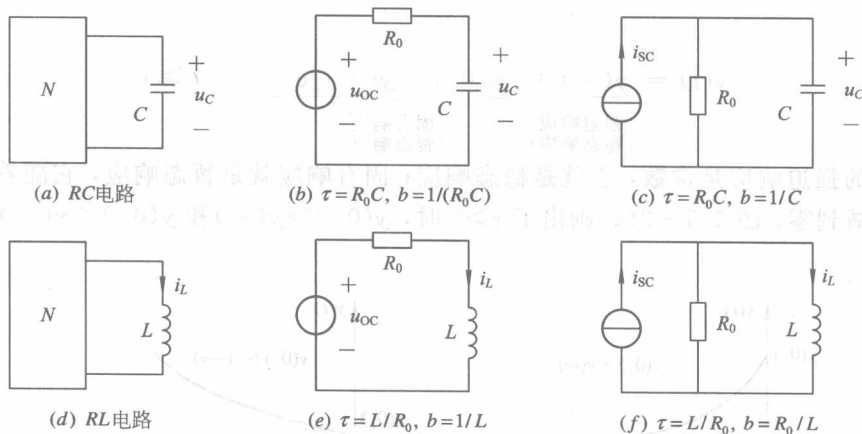 N
C
+
u_C
−
(a) RC电路
R₀
+
u_OC
−
C
+
u_C
−
(b) τ=R₀C, b=1/(R₀C)
i_SC
R₀
C
+
u_C
−
(c) τ=R₀C, b=1/C
N
i_L
L
(d) RL电路
R₀
+
u_OC
−
i_L
L
(e) τ=L/R₀, b=1/L
i_SC
R₀
i_L
L
(f) τ=L/R₀, b=R₀/L